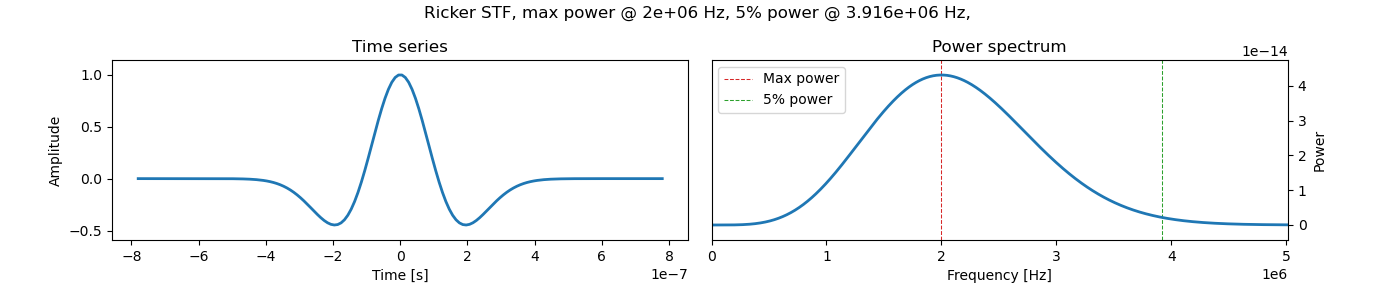 Ricker STF, max power @ 2e+06 Hz, 5% power @ 3.916e+06 Hz,
Time series
Amplitude
1.0
0.5
0.0
−0.5
−8
−6
−4
−2
0
2
4
6
8
Time [s]
1e−7
Power spectrum
1e−14
Max power
5% power
4
3
2
1
0
Power
0
1
2
3
4
5
Frequency [Hz]
1e6